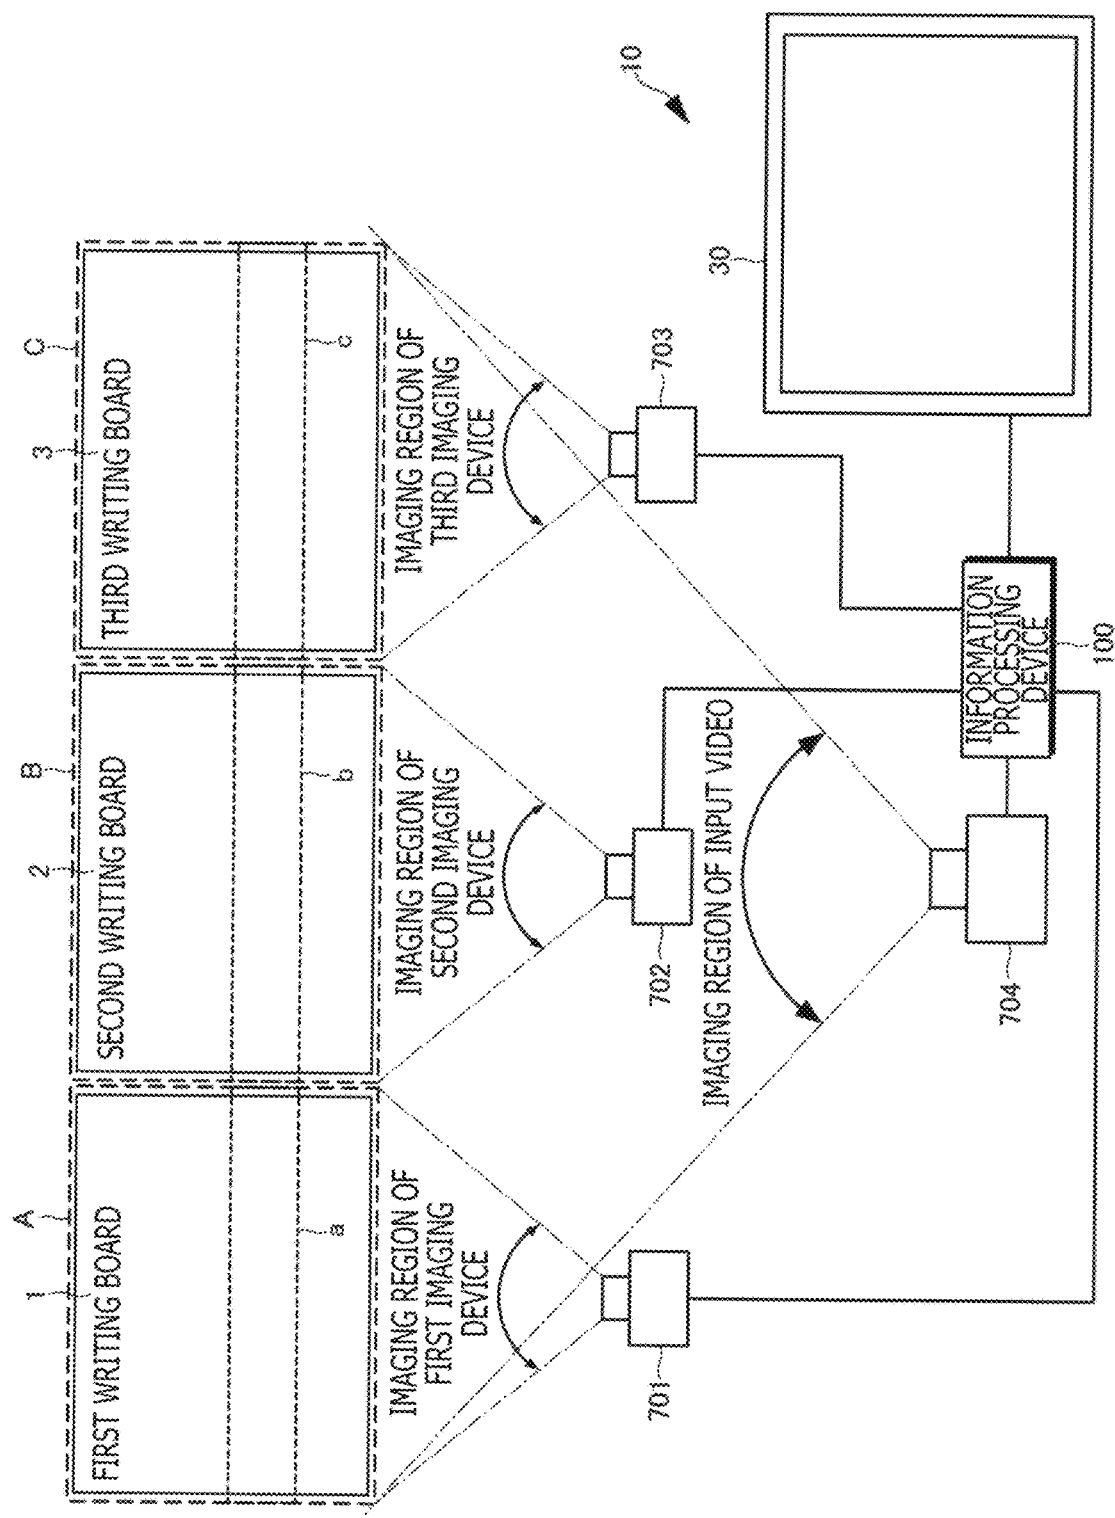 A
B
C
1
2
3
FIRST WRITING BOARD
SECOND WRITING BOARD
THIRD WRITING BOARD
a
b
c
IMAGING REGION OF
FIRST IMAGING
DEVICE
IMAGING REGION OF
SECOND IMAGING
DEVICE
IMAGING REGION OF
THIRD IMAGING
DEVICE
10
701
702
703
30
IMAGING REGION OF INPUT VIDEO
704
INFORMATION
PROCESSING
DEVICE
100